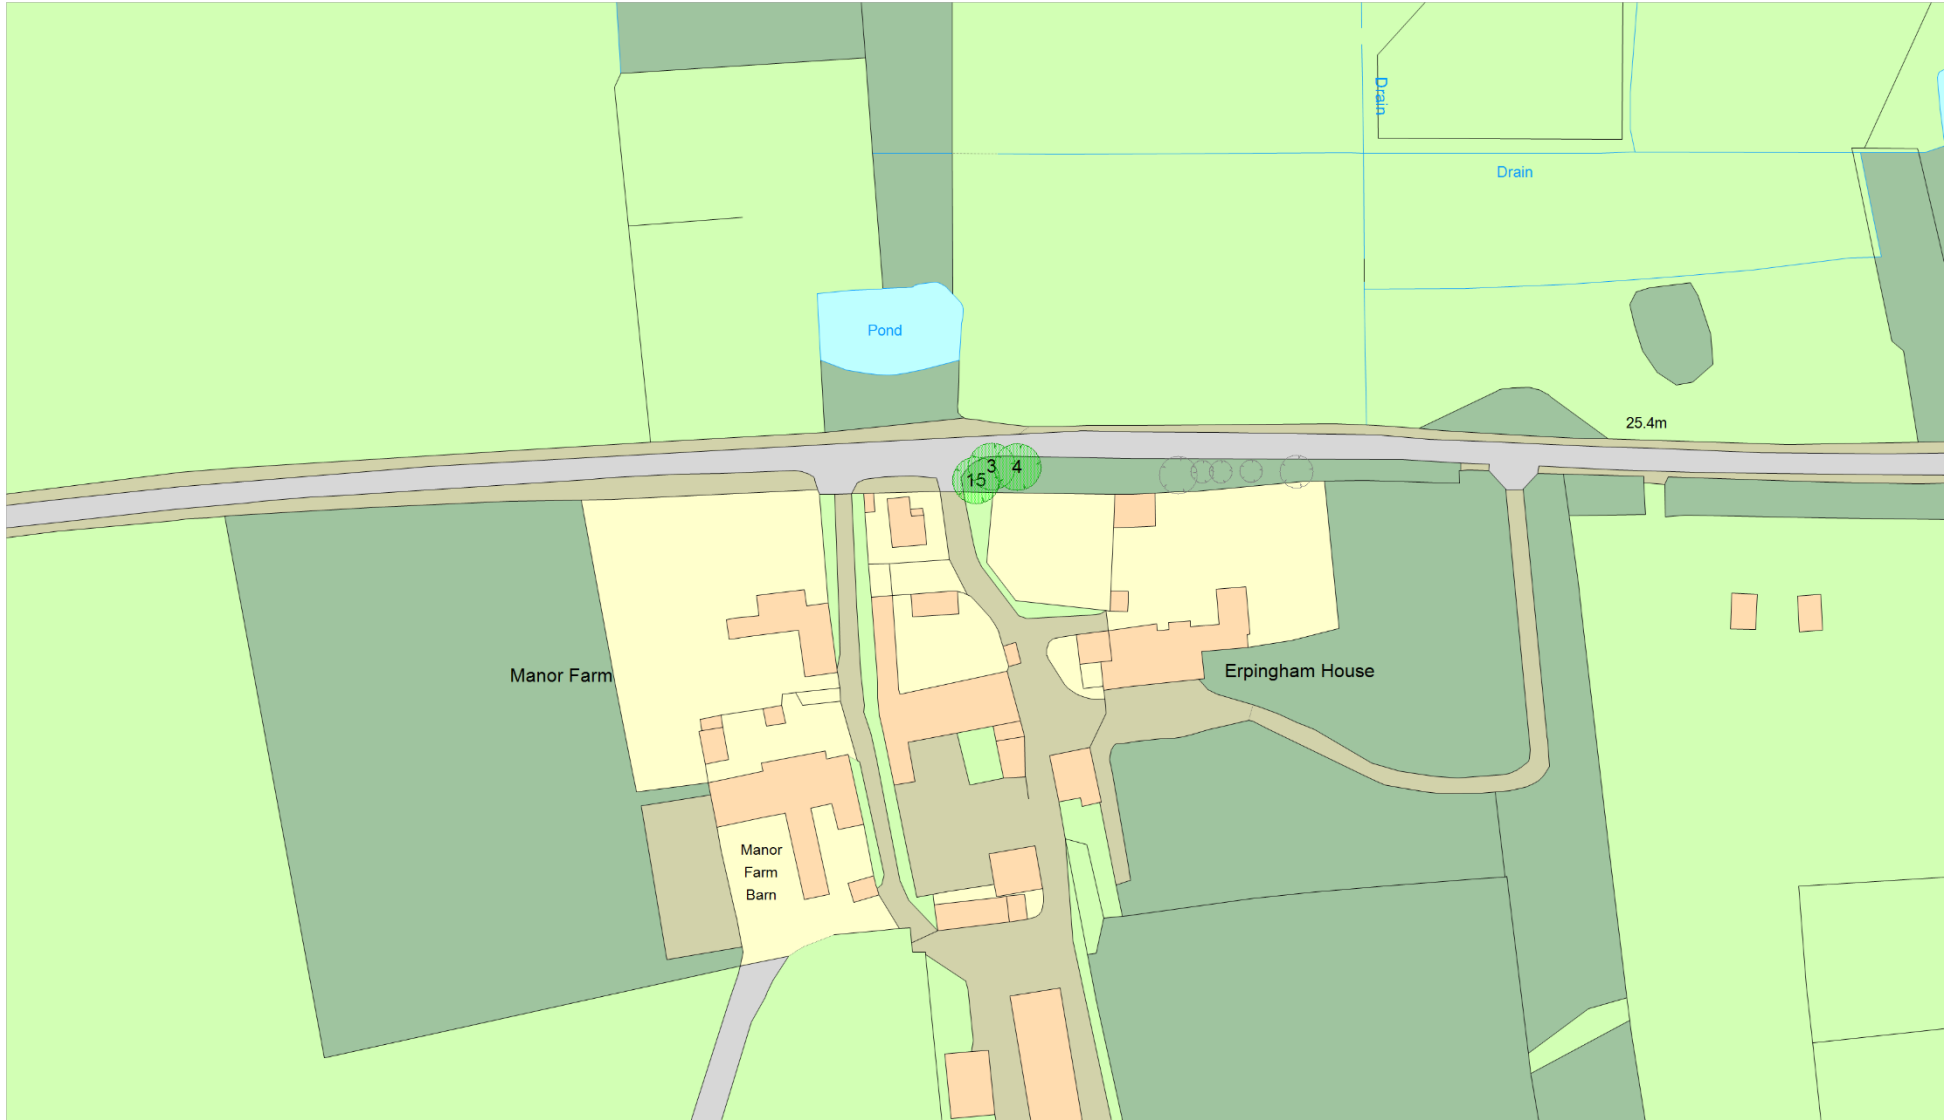 Drain
Drain
Pond
25.4m
3
4
15
Manor Farm
Erpingham House
Manor
Farm
Barn